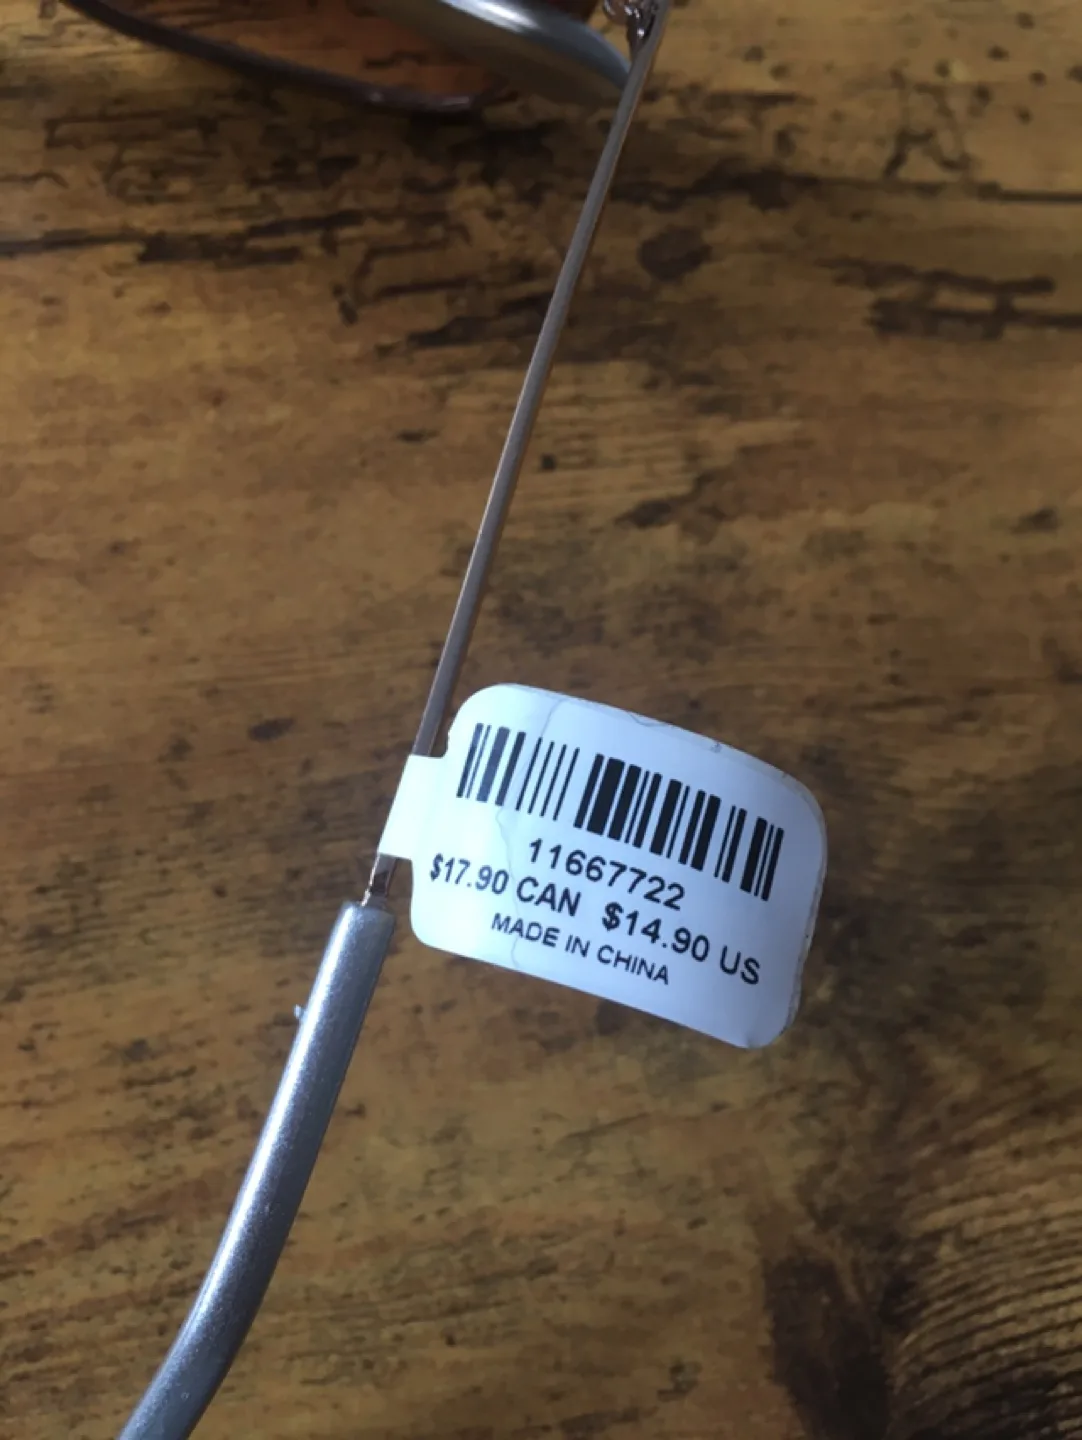 11667722
$17.90 CAN $14.90 US
MADE IN CHINA